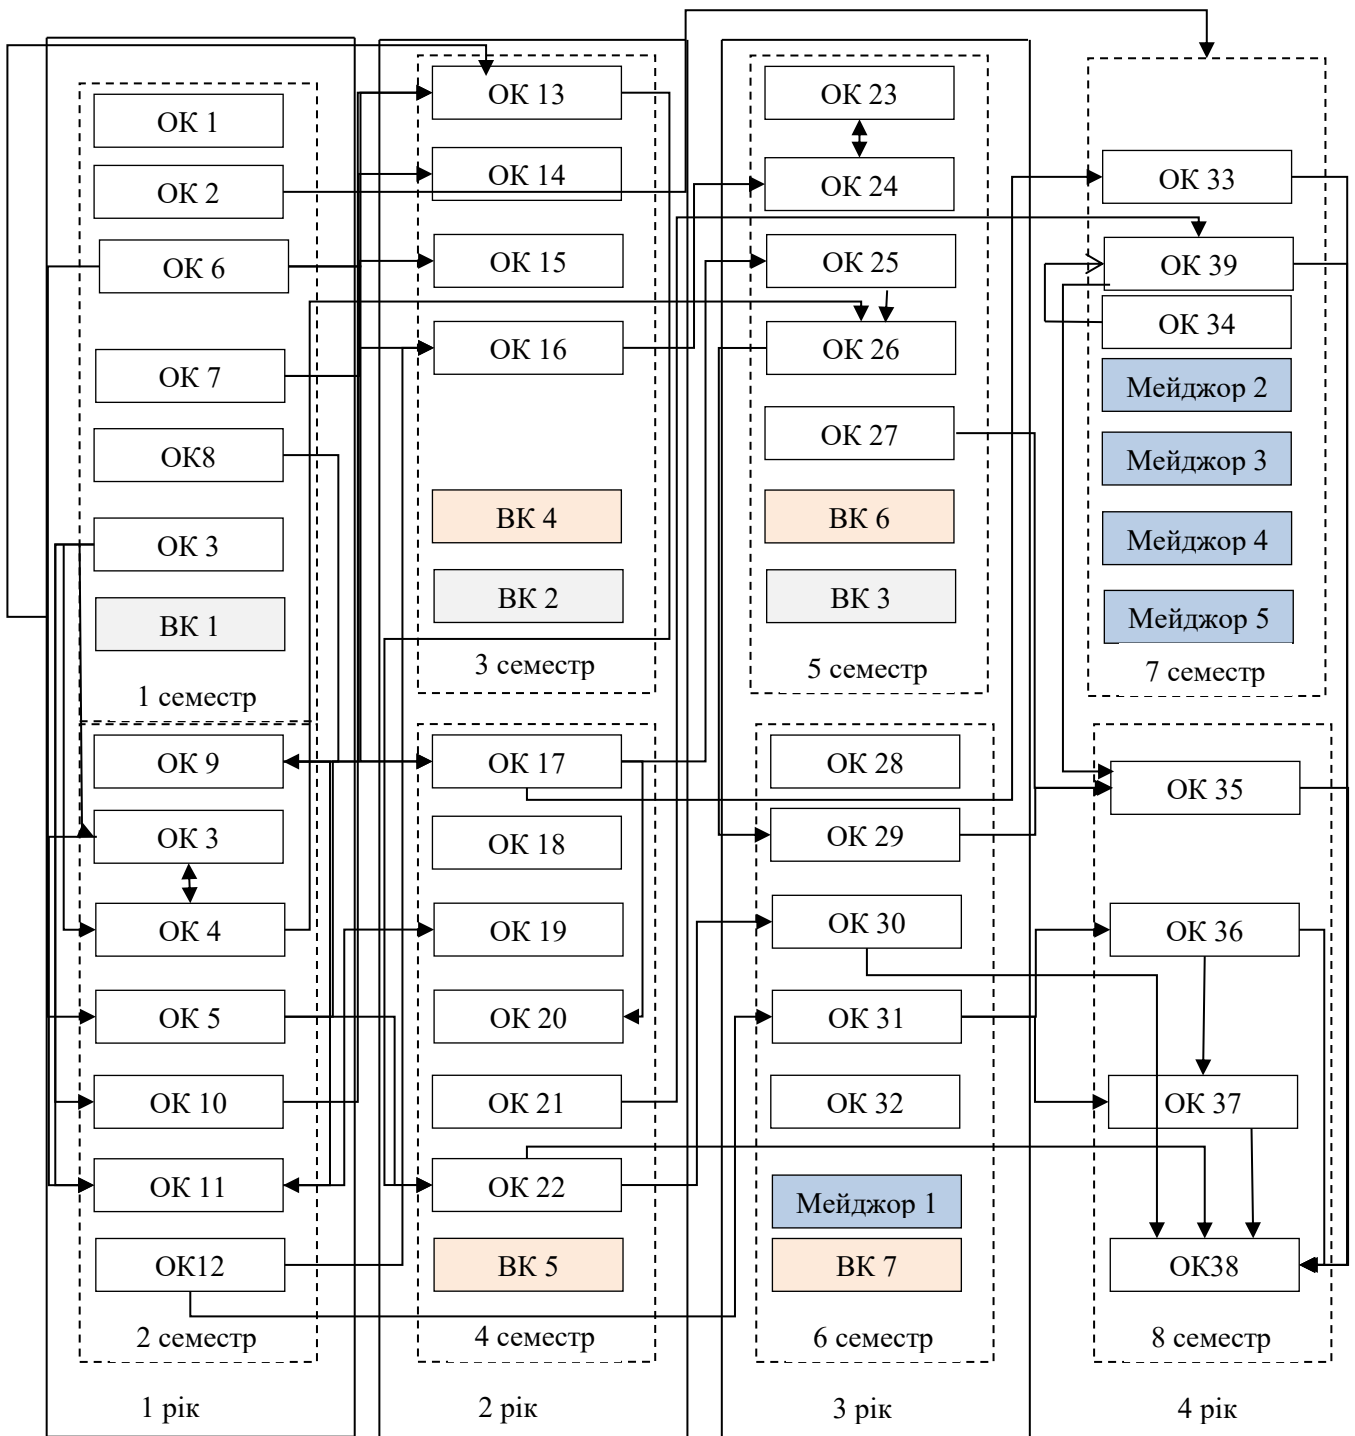 ОК 1
ОК 2
ОК 6
ОК 7
ОК8
ОК 3
ВК 1
1 семестр
ОК 9
ОК 3
ОК 4
ОК 5
ОК 10
ОК 11
ОК12
2 семестр
1 рік
ОК 13
ОК 14
ОК 15
ОК 16
ВК 4
ВК 2
3 семестр
ОК 17
ОК 18
ОК 19
ОК 20
ОК 21
ОК 22
ВК 5
4 семестр
2 рік
ОК 23
ОК 24
ОК 25
ОК 26
ОК 27
ВК 6
ВК 3
5 семестр
ОК 28
ОК 29
ОК 30
ОК 31
ОК 32
Мейджор 1
ВК 7
6 семестр
3 рік
ОК 33
ОК 39
ОК 34
Мейджор 2
Мейджор 3
Мейджор 4
Мейджор 5
7 семестр
ОК 35
ОК 36
ОК 37
ОК38
8 семестр
4 рік